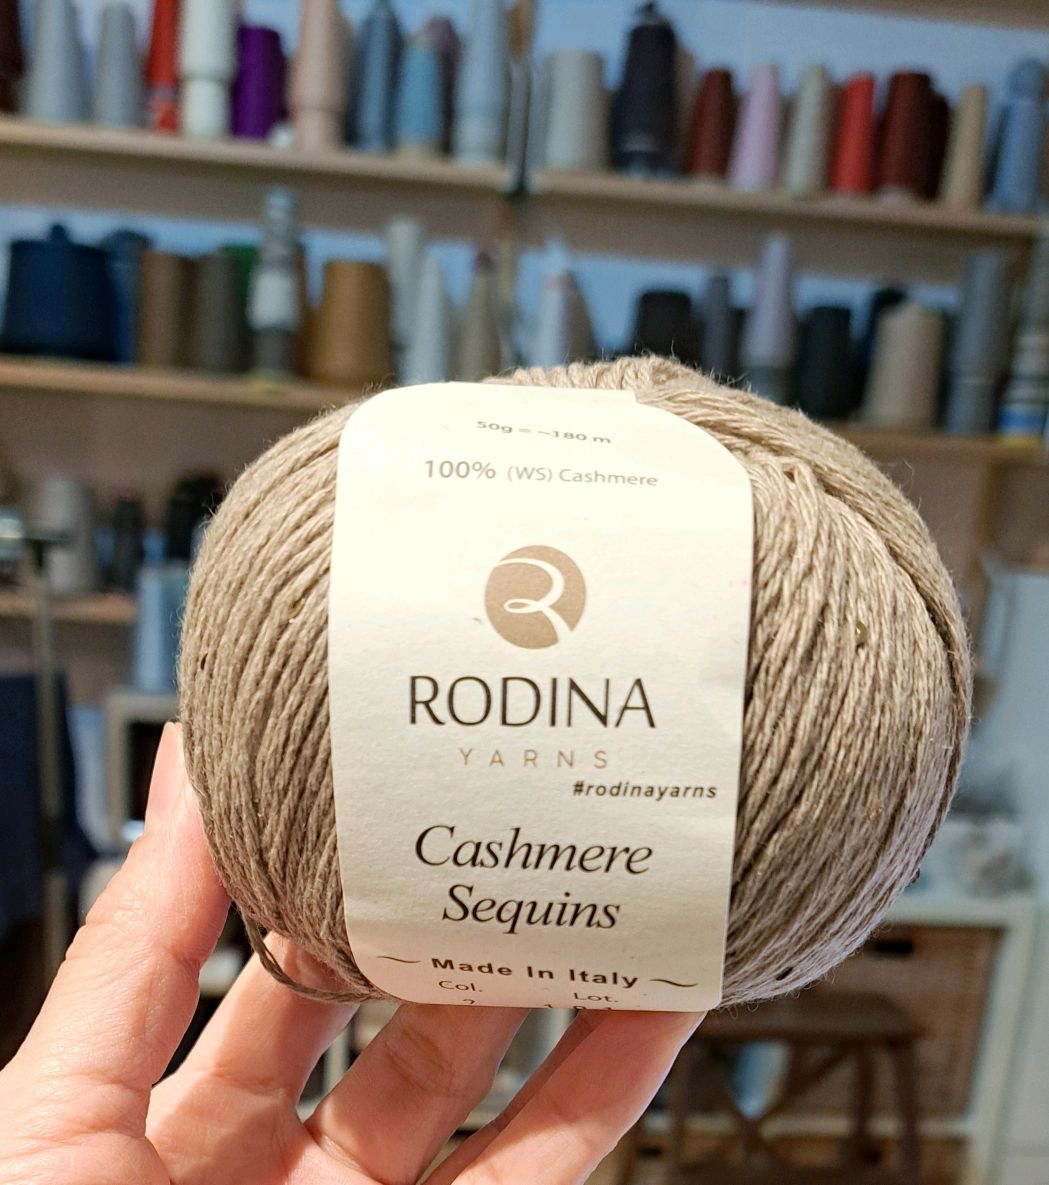 50g = ~180 m
100% (WS) Cashmere
RODINA
YARNS
#rodinayarns
Cashmere
Sequins
~ Made In Italy ~
Col. Lot.